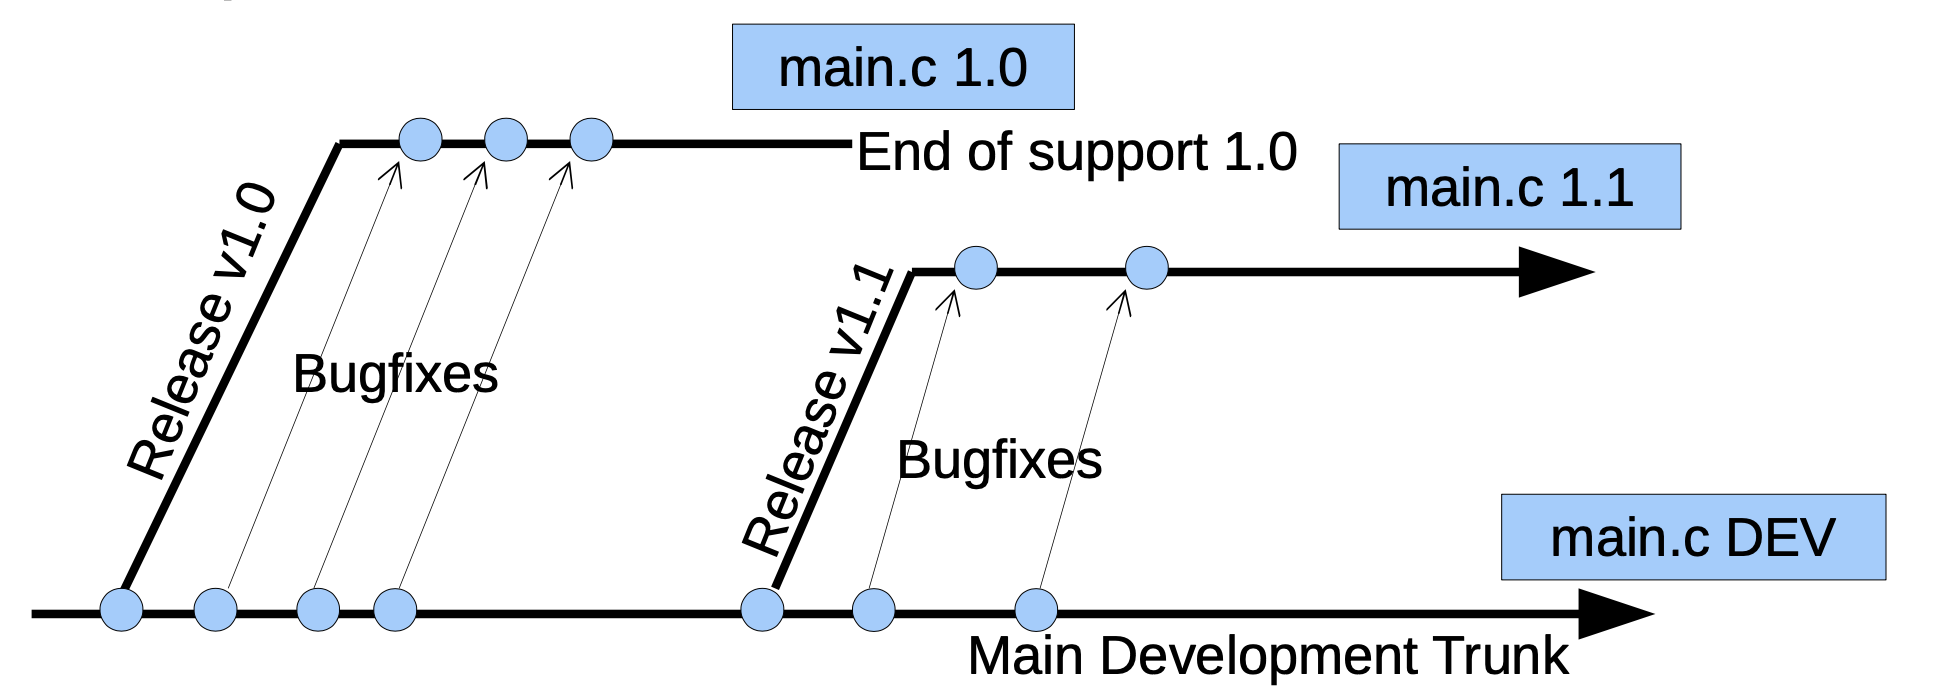 main.c 1.0
End of support 1.0
main.c 1.1
Release v1.0
Bugfixes
Release v1.1
Bugfixes
main.c DEV
Main Development Trunk